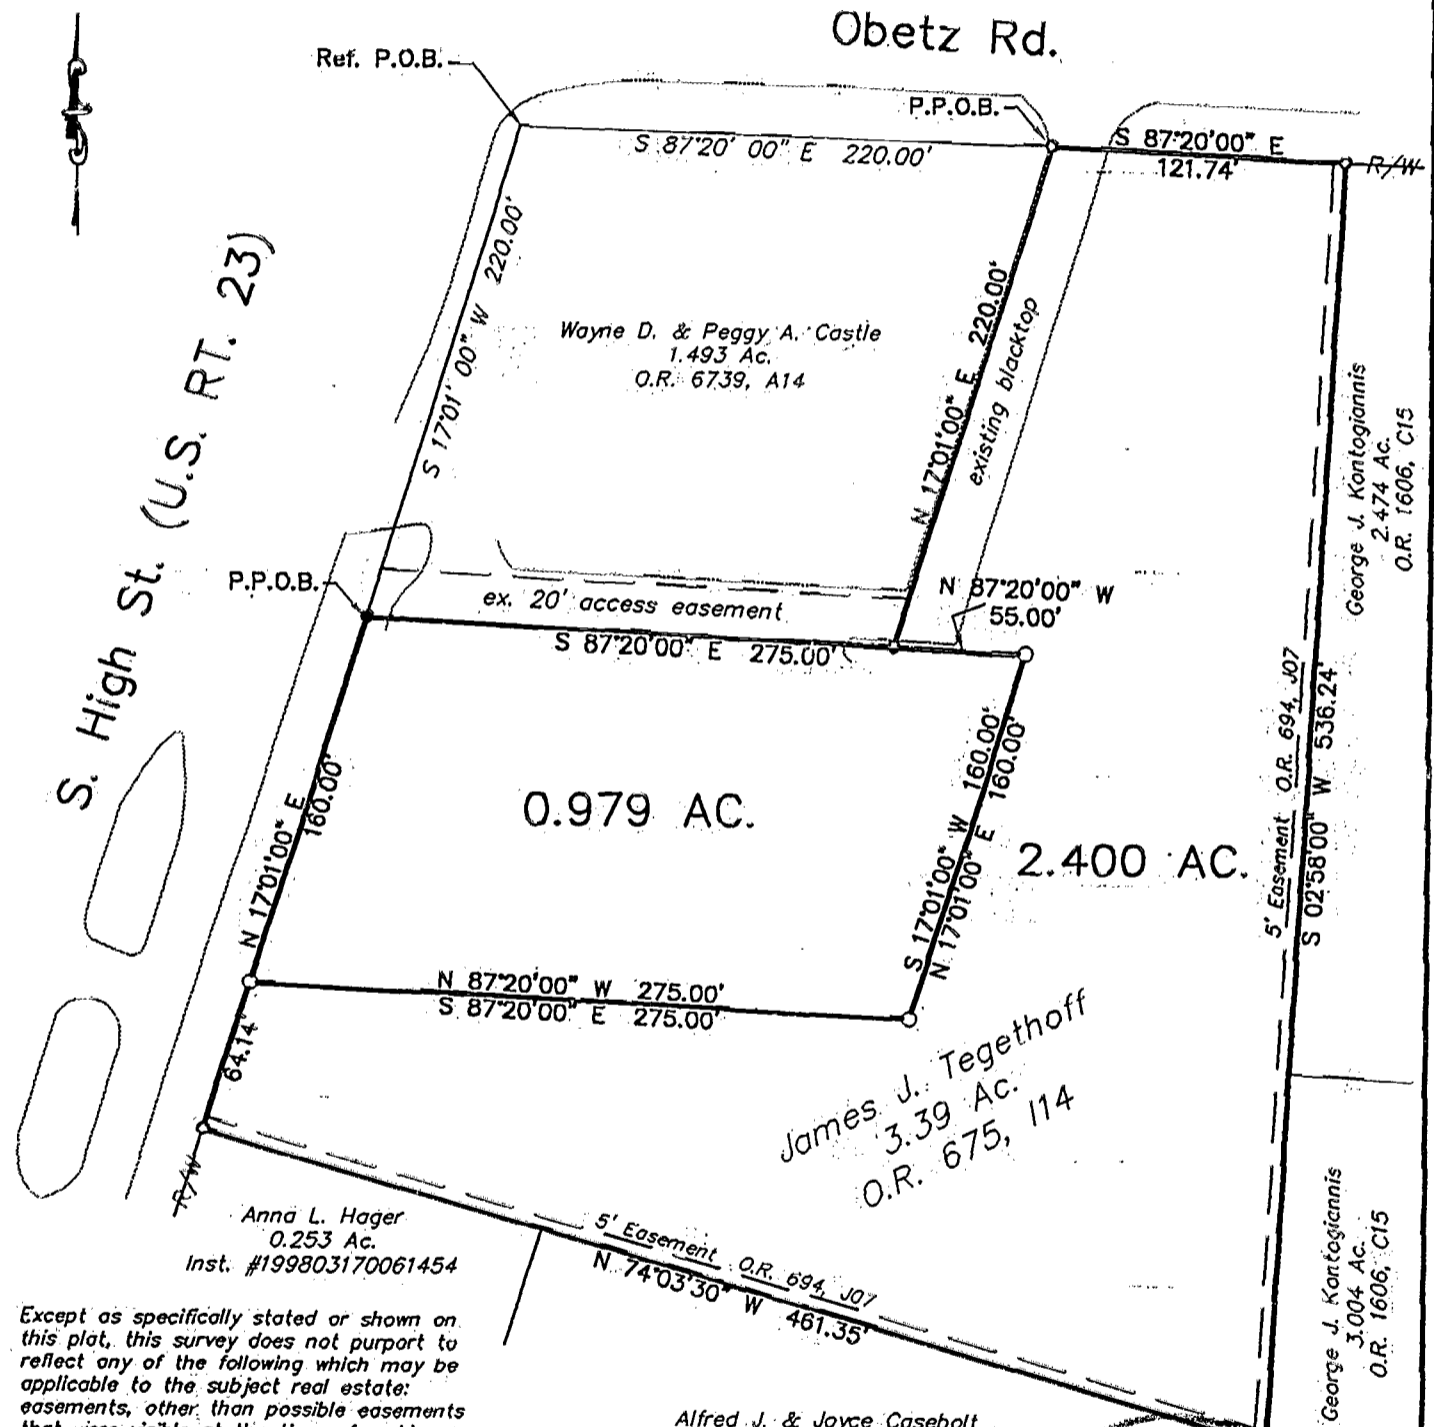 Obetz Rd.
Ref. P.O.B.
P.P.O.B.
S 87°20' 00" E 220.00'
S 87°20'00" E
121.74'
R/W
S. High St. (U.S. RT. 23)
S 17°01' 00" W 220.00'
Wayne D. & Peggy A. Castle
1.493 Ac.
O.R. 6739, A14
N 17°01'00" E 220.00'
existing blacktop
George J. Kontogiannis
2.474 Ac.
O.R. 1606, C15
P.P.O.B.
ex. 20' access easement
N 87°20'00" W
55.00'
S 87°20'00" E 275.00'
N 17°01'00" E
160.00'
0.979 AC.
S 17°01'00" W 160.00'
N 17°01'00" E 160.00'
2.400 AC.
5' Easement O.R. 694, J07
S 02°58'00" W 536.24'
N 87°20'00" W 275.00'
S 87°20'00" E 275.00'
64.14'
James J. Tegethoff
3.39 Ac.
O.R. 675, I14
R/W
Anna L. Hager
0.253 Ac.
Inst. #199803170061454
5' Easement O.R. 694, J07
N 74°03'30" W 461.35'
George J. Kontogiannis
3.004 Ac.
O.R. 1606, C15
Except as specifically stated or shown on
this plat, this survey does not purport to
reflect any of the following which may be
applicable to the subject real estate:
easements, other than possible easements
Alfred J. & Joyce Casebolt